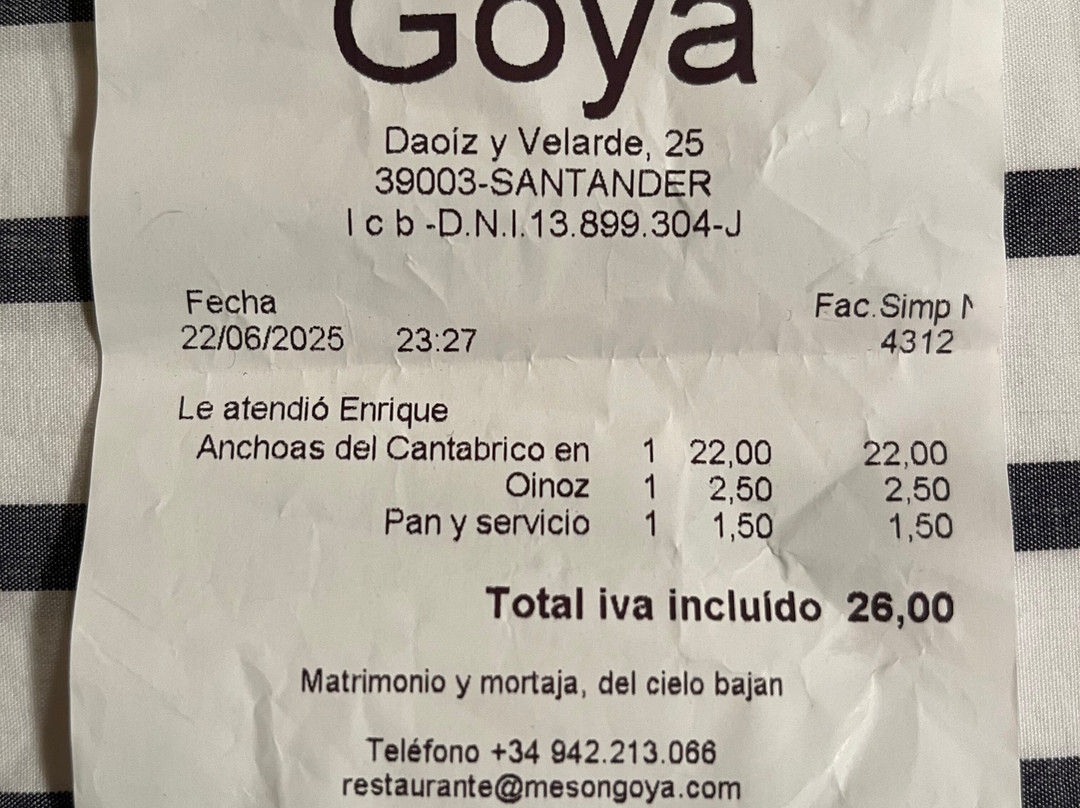 Goya
Daoíz y Velarde, 25
39003-SANTANDER
I c b -D.N.I.13.899.304-J
Fecha Fac.Simp
22/06/2025 23:27 4312
Le atendió Enrique
Anchoas del Cantabrico en 1 22,00 22,00
Oinoz 1 2,50 2,50
Pan y servicio 1 1,50 1,50
Total iva incluído 26,00
Matrimonio y mortaja, del cielo bajan
Teléfono +34 942.213.066
restaurante@mesongoya.com